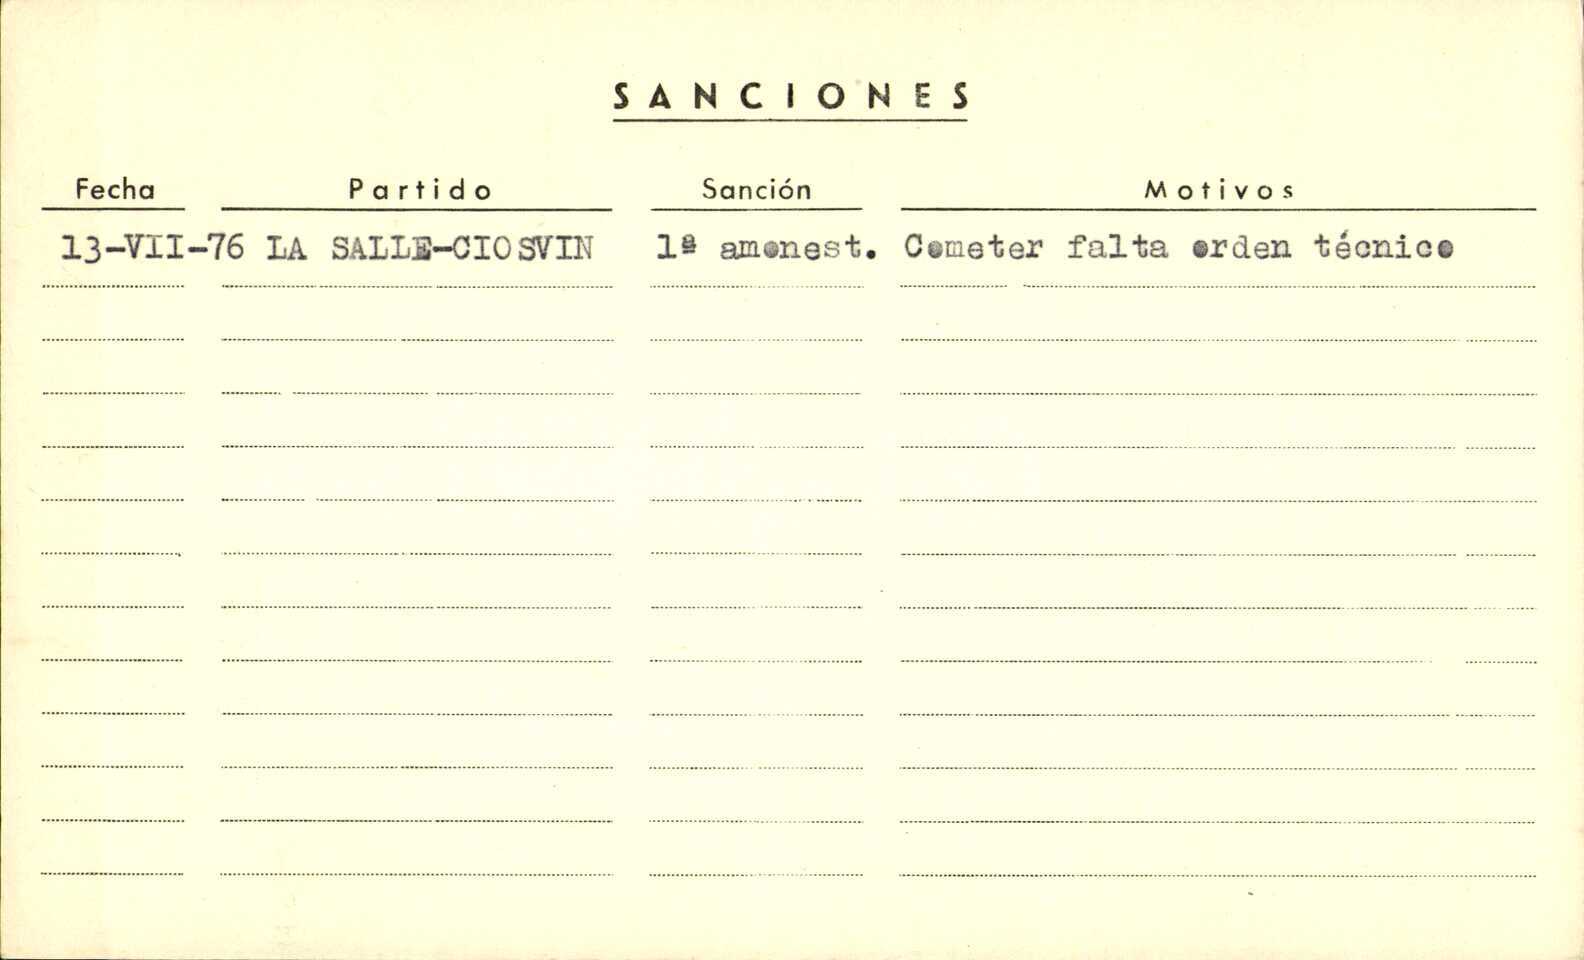 SANCIONES
Fecha Partido Sanción Motivos
13-VII-76 LA SALLE-CIOSVIN 1ª amonest. Cometer falta orden técnico